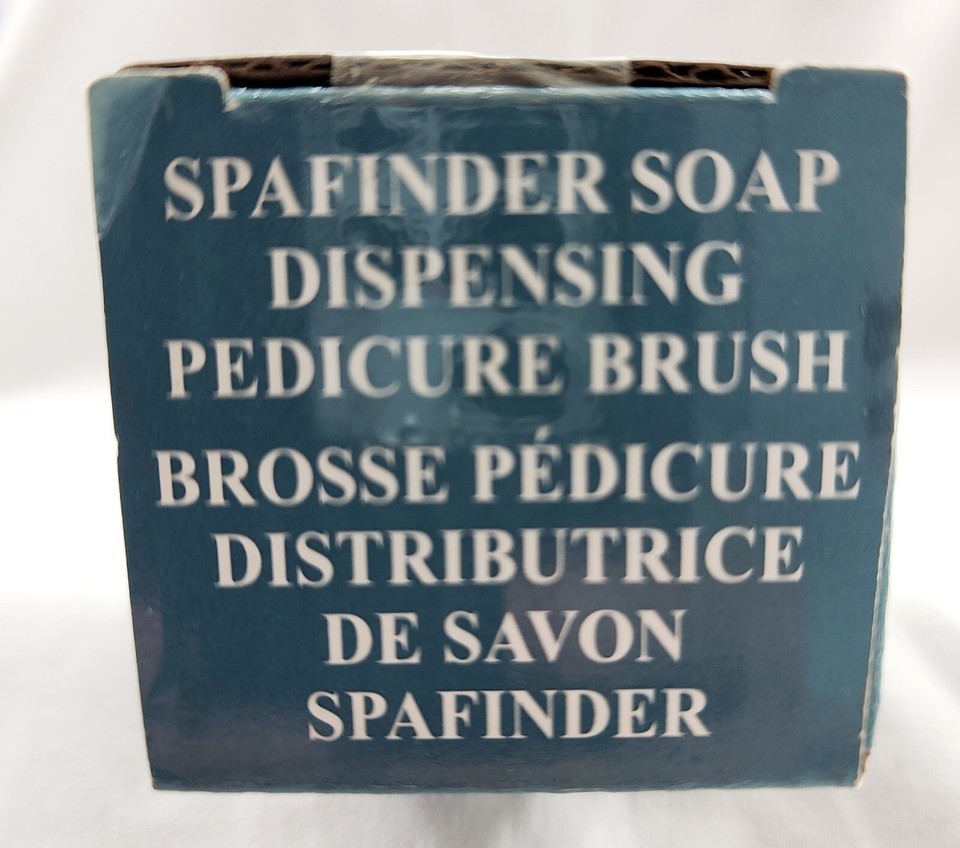 SPAFINDER SOAP
DISPENSING
PEDICURE BRUSH
BROSSE PÉDICURE
DISTRIBUTRICE
DE SAVON
SPAFINDER